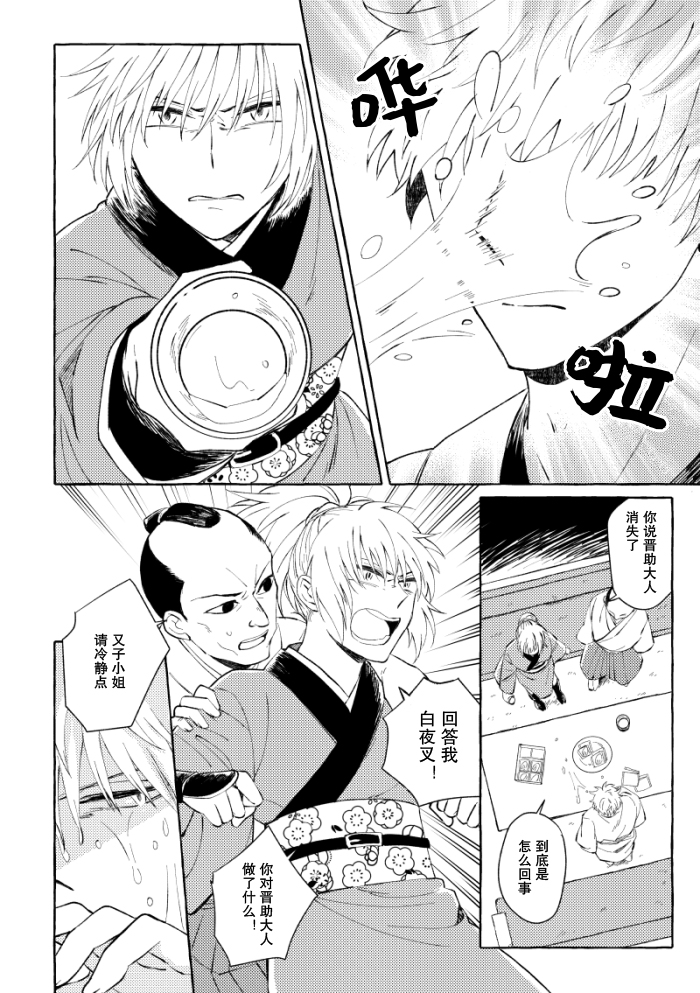 哗
啦
你说晋助大人
消失了
到底是
怎么回事
回答我
白夜叉！
你对晋助大人
做了什么！
又子小姐
请冷静点